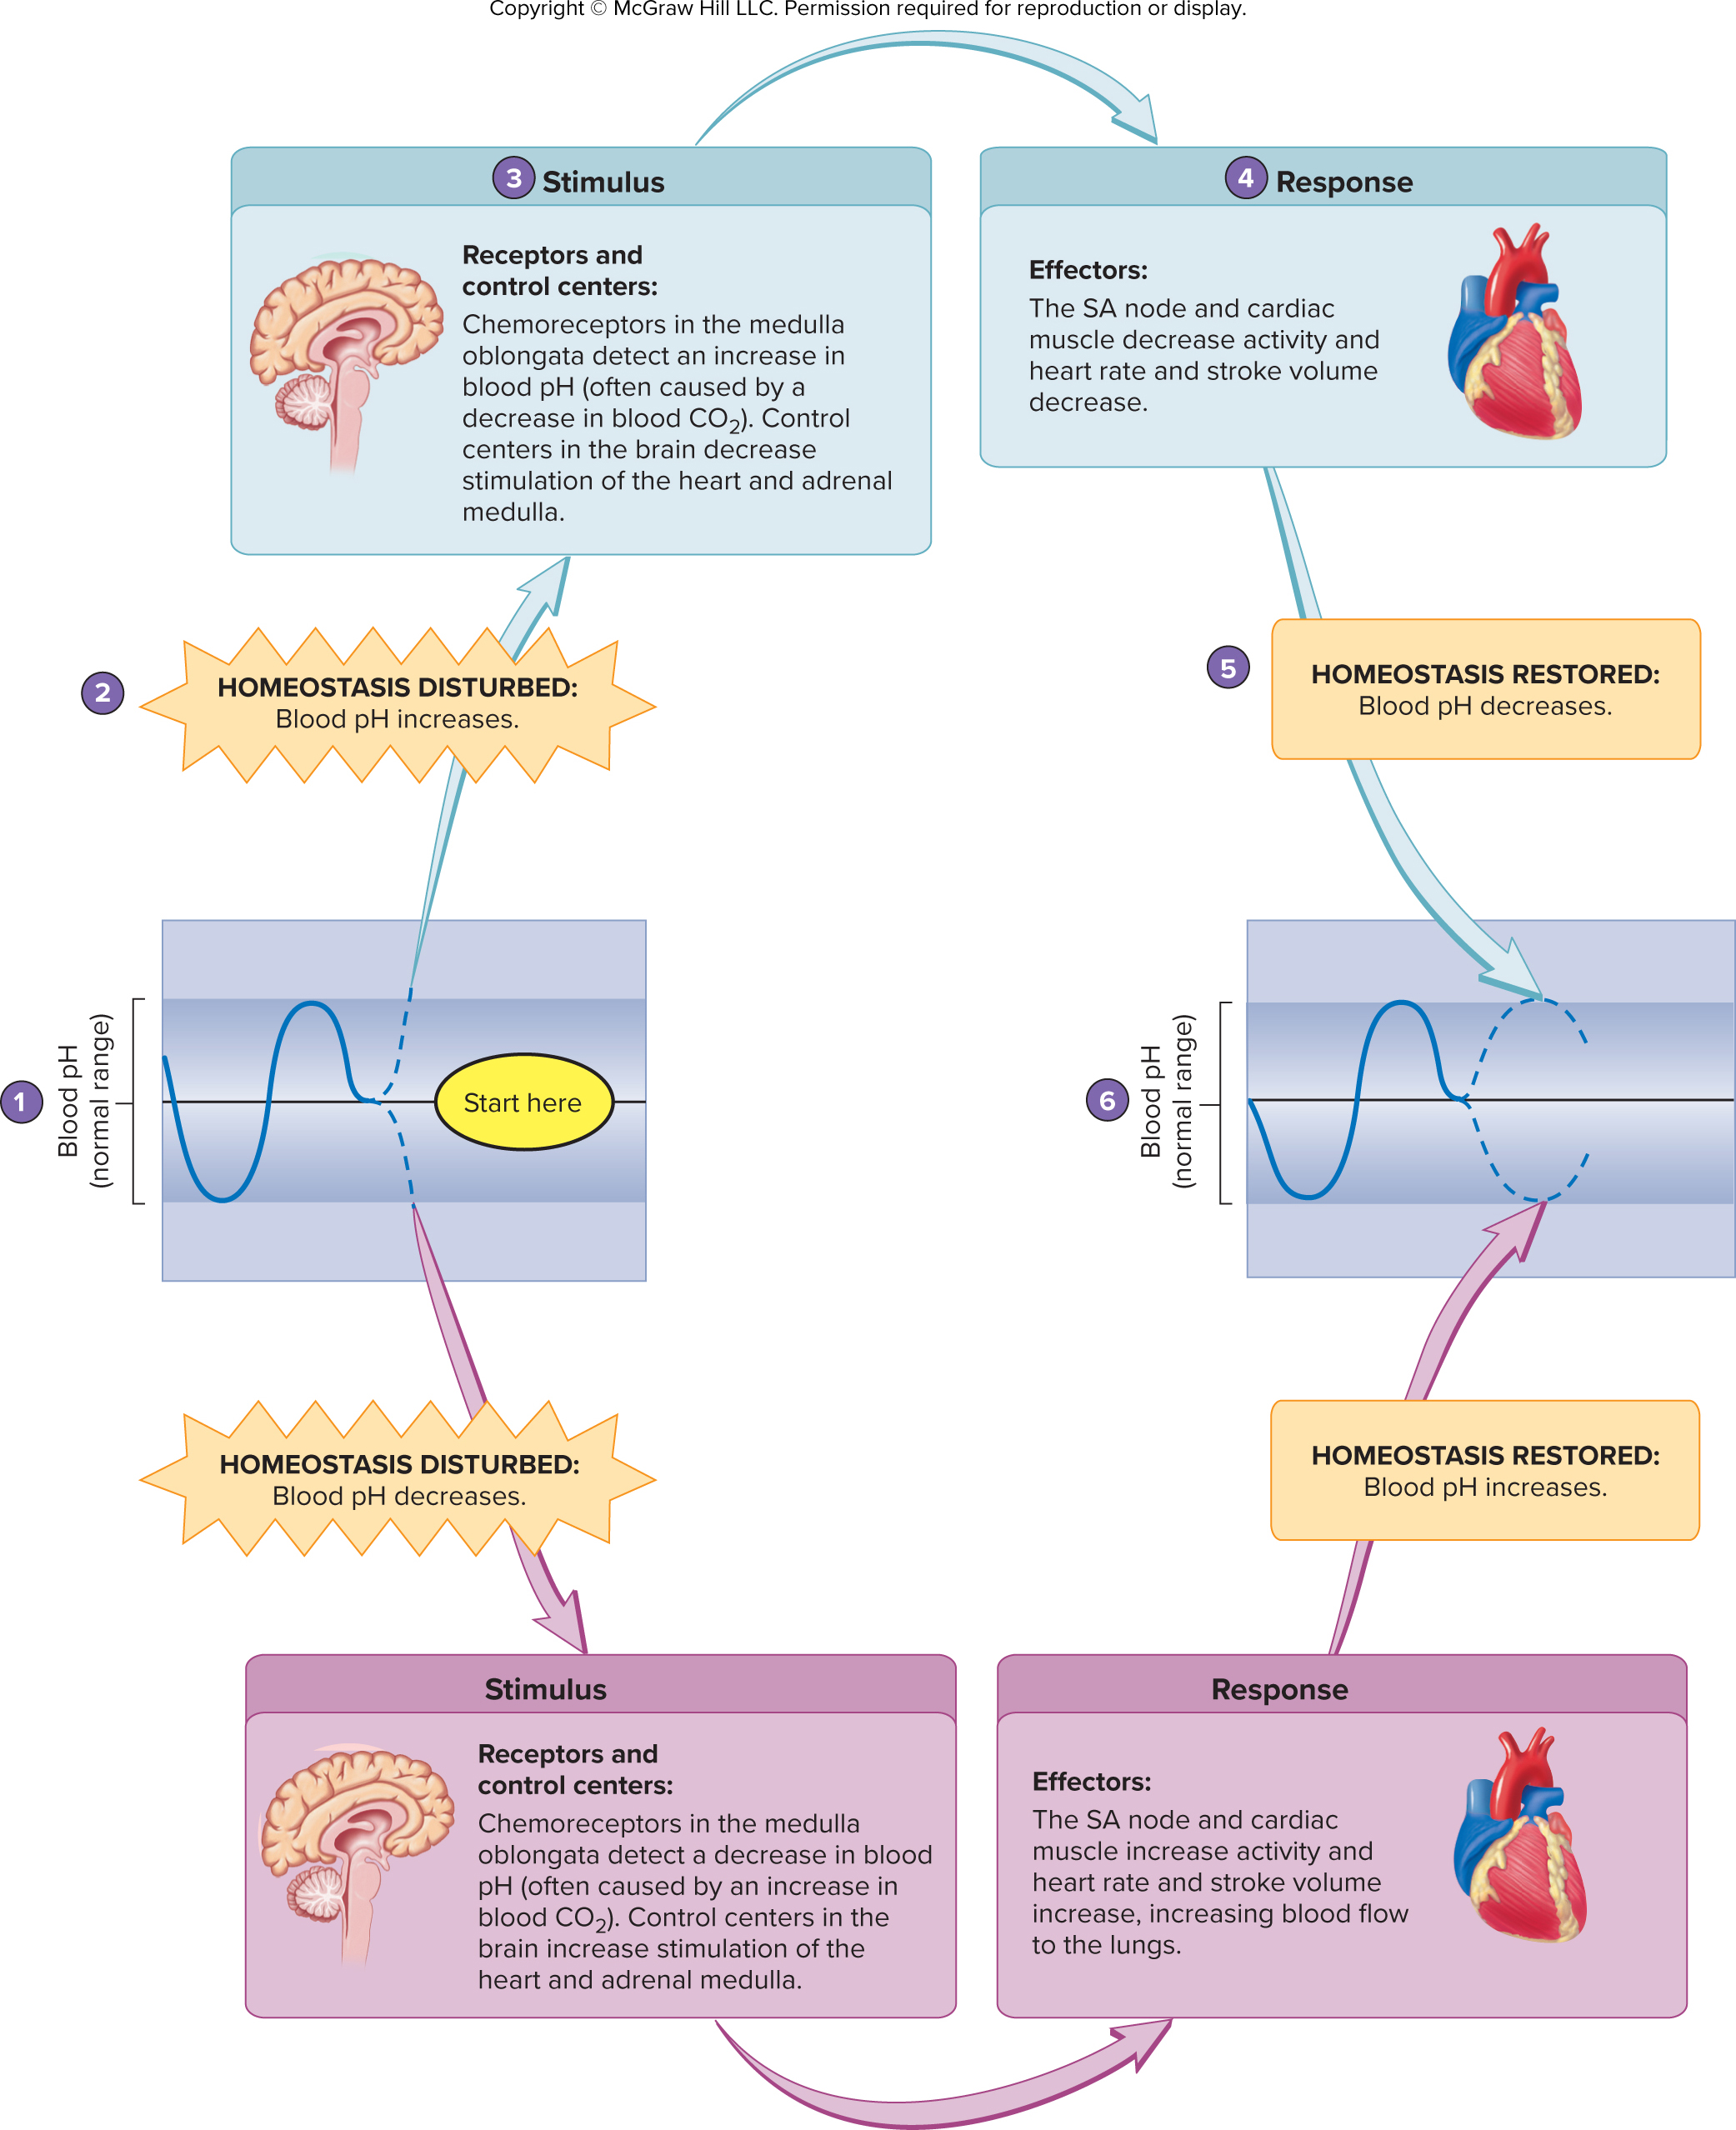 Copyright © McGraw Hill LLC. Permission required for reproduction or display.
3 Stimulus
Receptors and
control centers:
Chemoreceptors in the medulla
oblongata detect an increase in
blood pH (often caused by a
decrease in blood CO₂). Control
centers in the brain decrease
stimulation of the heart and adrenal
medulla.
4 Response
Effectors:
The SA node and cardiac
muscle decrease activity and
heart rate and stroke volume
decrease.
2
HOMEOSTASIS DISTURBED:
Blood pH increases.
5
HOMEOSTASIS RESTORED:
Blood pH decreases.
1
Blood pH
(normal range)
Start here
6
Blood pH
(normal range)
HOMEOSTASIS DISTURBED:
Blood pH decreases.
HOMEOSTASIS RESTORED:
Blood pH increases.
Stimulus
Receptors and
control centers:
Chemoreceptors in the medulla
oblongata detect a decrease in blood
pH (often caused by an increase in
blood CO₂). Control centers in the
brain increase stimulation of the
heart and adrenal medulla.
Response
Effectors:
The SA node and cardiac
muscle increase activity and
heart rate and stroke volume
increase, increasing blood flow
to the lungs.